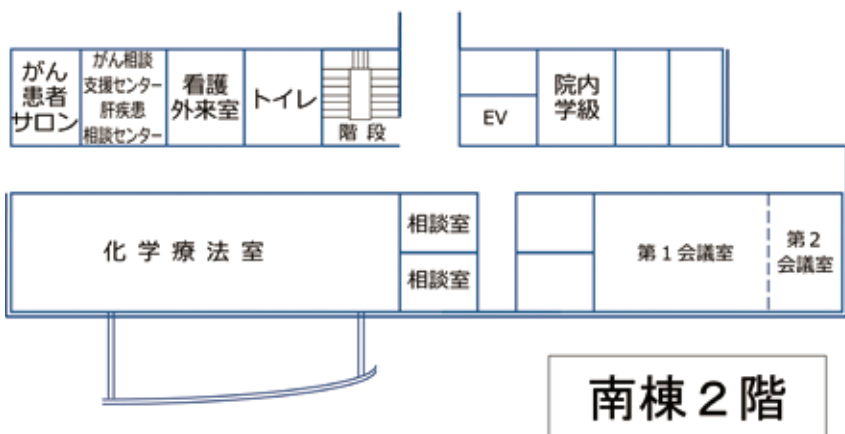 がん
患者
サロン
がん相談
支援センター
肝疾患
相談センター
看護
外来室
トイレ
階段
EV
院内
学級
化学療法室
相談室
相談室
第1会議室
第2
会議室
南棟2階